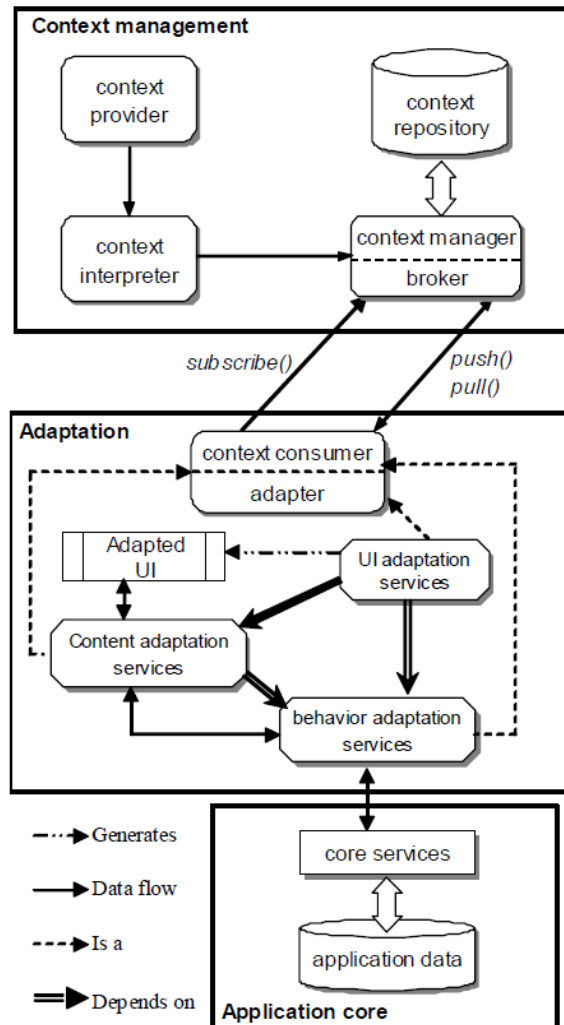 Context management
context
provider
context
repository
context
interpreter
context manager
broker
subscribe()
push()
pull()
Adaptation
context consumer
adapter
Adapted
UI
UI adaptation
services
Content adaptation
services
behavior adaptation
services
Generates
Data flow
Is a
Depends on
core services
application data
Application core